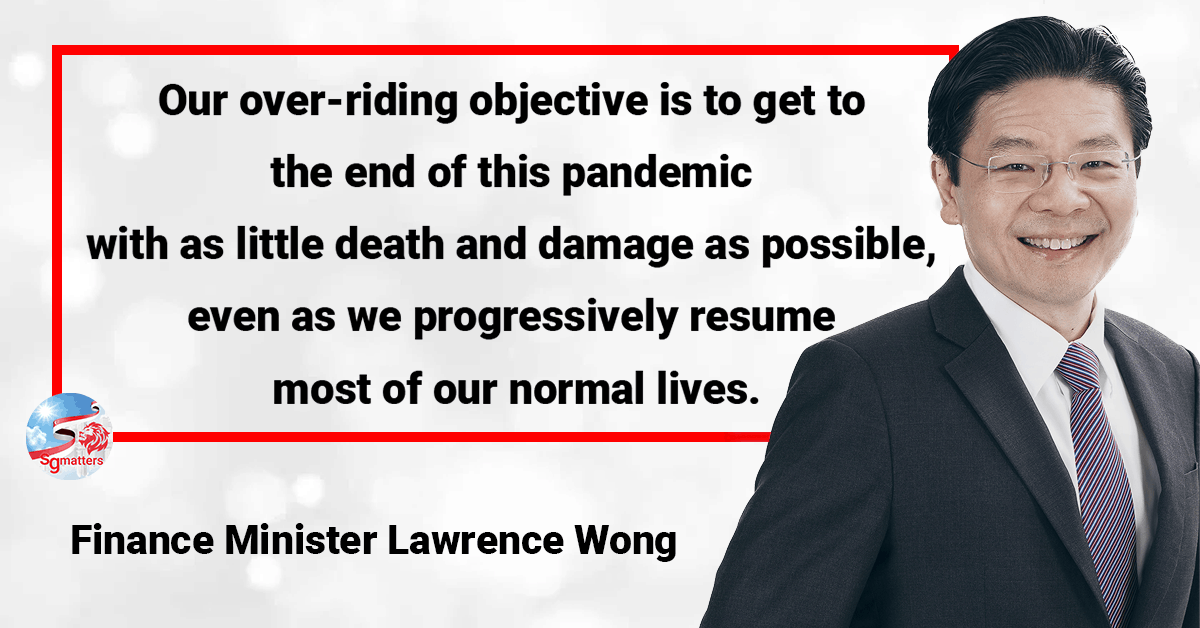 Our over-riding objective is to get to
the end of this pandemic
with as little death and damage as possible,
even as we progressively resume
most of our normal lives.
Sgmatters
Finance Minister Lawrence Wong